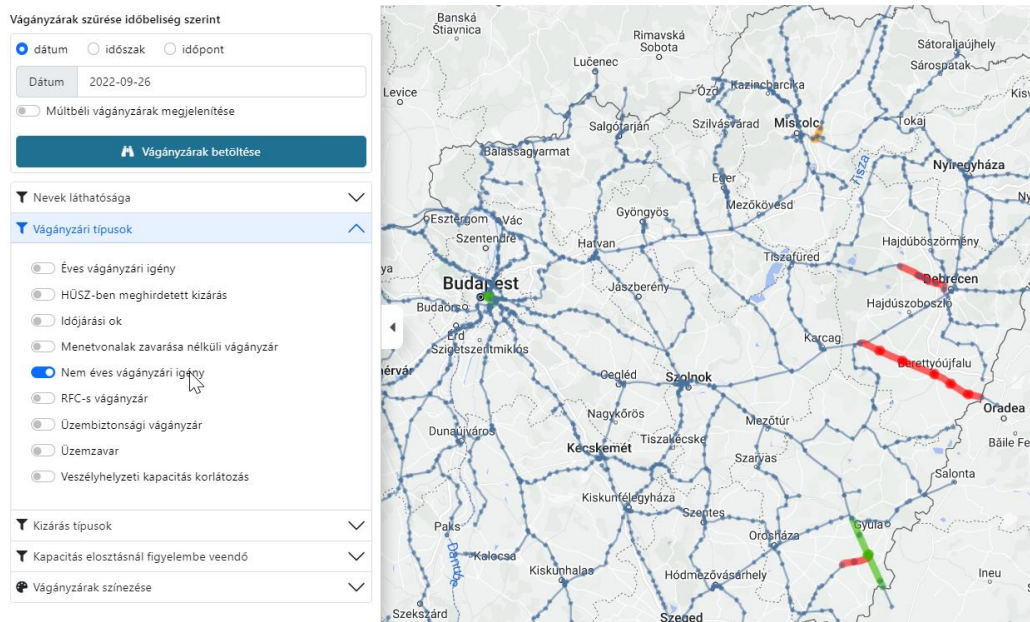 Vágányzárak szűrése időbeliség szerint
dátum időszak időpont
Dátum 2022-09-26
Múltbéli vágányzárak megjelenítése
Vágányzárak betöltése
Nevek láthatósága
Vágányzári típusok
Éves vágányzári igény
HÜSZ-ben meghirdetett kizárás
Időjárási ok
Menetvonalak zavarása nélküli vágányzár
Nem éves vágányzári igény
RFC-s vágányzár
Üzembiztonsági vágányzár
Üzemzavar
Veszélyhelyzeti kapacitás korlátozás
Kizárás típusok
Kapacitás elosztásnál figyelembe veendő
Vágányzárak színezése
Banská
Štiavnica
Rimavská
Sobota
Lučenec
Sátoraljaújhely
Sárospatak
Levice
Ózd
Kazincbarcika
Kisv
Salgótarján
Szilvásvárad
Miskolc
Tokaj
Balassagyarmat
Tisza
Nyíregyháza
Eger
Ny
Mezőkövesd
Esztergom
Vác
Gyöngyös
Szentendre
Hatvan
Hajdúböszörmény
Tiszafüred
ya
Budapest
Jászberény
Debrecen
Budaörs
Hajdúszoboszló
Érd
Karcag
Szigetszentmiklós
hérvár
Berettyóújfalu
Cegléd
Szolnok
Oradea
Nagykőrös
Mezőtúr
Dunaújváros
Tiszakécske
Băile Fe
Kecskemét
Szarvas
Salonta
Kiskunfélegyháza
Szentes
Paks
Gyula
Orosháza
Danube
Kalocsa
Kiskunhalas
Hódmezővásárhely
Ineu
Szekszárd
Szeged